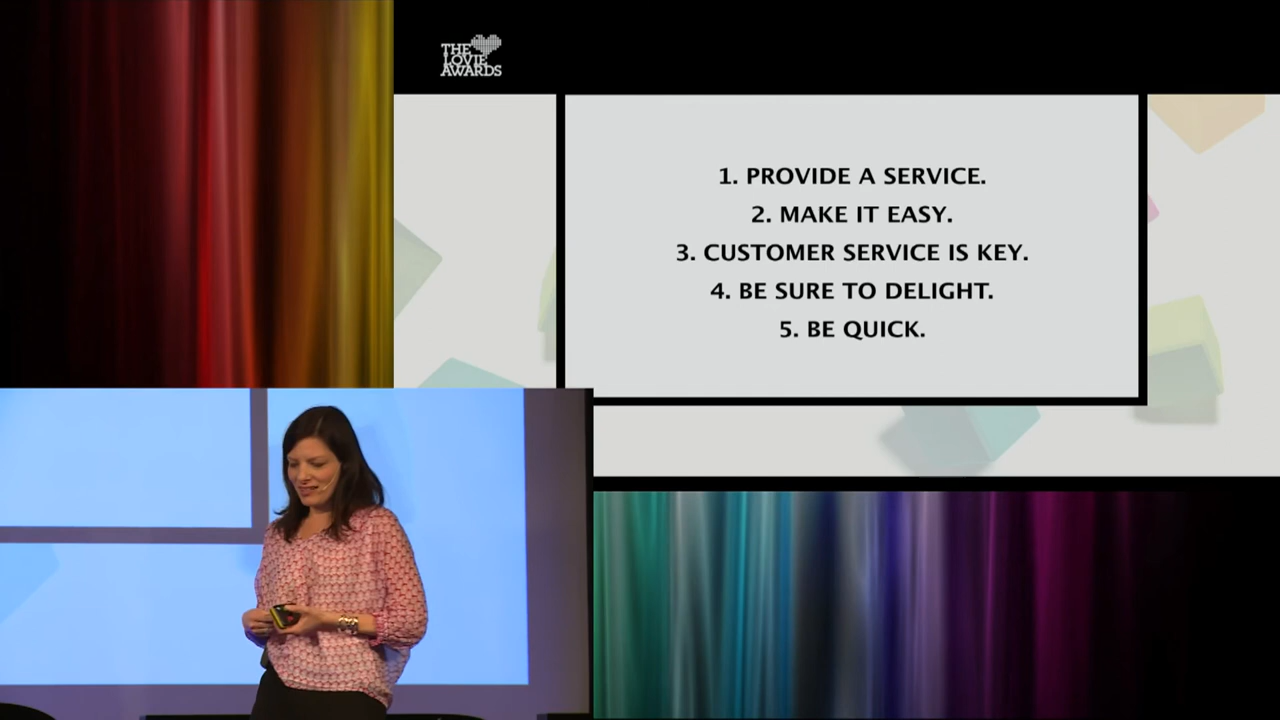 THE
LOVIE
AWARDS
1. PROVIDE A SERVICE.
2. MAKE IT EASY.
3. CUSTOMER SERVICE IS KEY.
4. BE SURE TO DELIGHT.
5. BE QUICK.